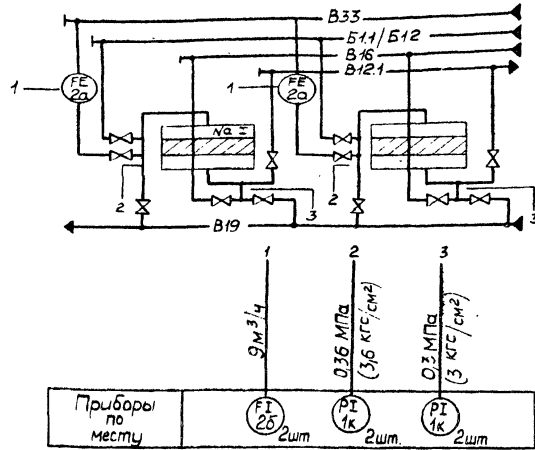 В33
Б1.1/Б12
В16
В12.1
1
FE
2а
1
FE
2а
Na I
2
3
2
3
В19
1
2
3
9 м³/ч
0,36 МПа
(3,6 кгс/см²)
0,3 МПа
(3 кгс/см²)
Приборы
по
месту
FI
2б
2шт
PI
1к
2шт.
PI
1к
2шт